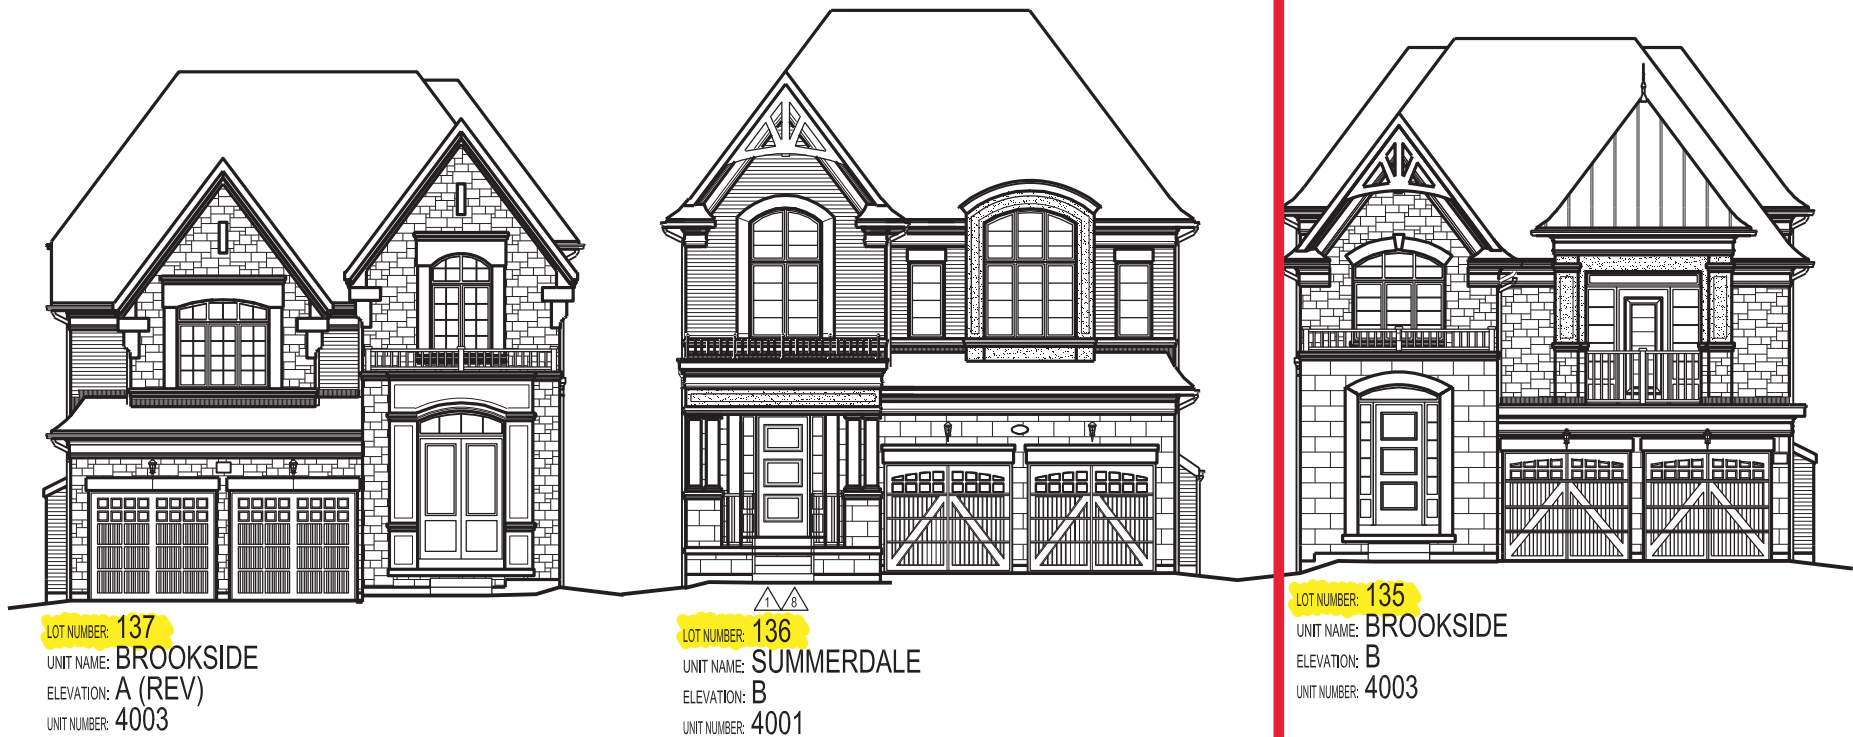 LOT NUMBER: 137
UNIT NAME: BROOKSIDE
ELEVATION: A (REV)
UNIT NUMBER: 4003
1 8
LOT NUMBER: 136
UNIT NAME: SUMMERDALE
ELEVATION: B
UNIT NUMBER: 4001
LOT NUMBER: 135
UNIT NAME: BROOKSIDE
ELEVATION: B
UNIT NUMBER: 4003